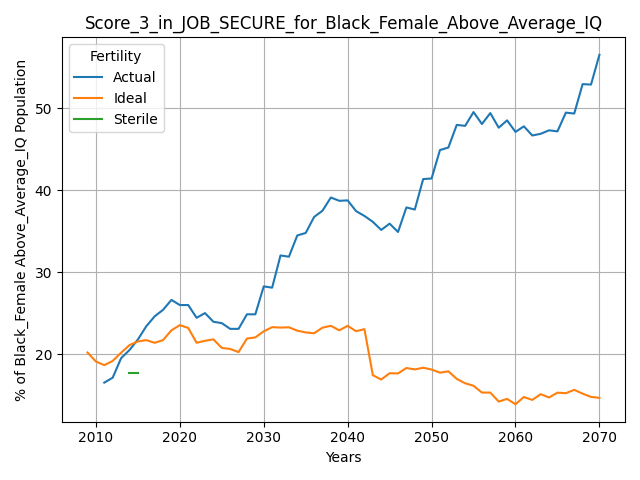 Score_3_in_JOB_SECURE_for_Black_Female_Above_Average_IQ
Fertility
Actual
Ideal
Sterile
% of Black_Female Above_Average_IQ Population
50
40
30
20
2010
2020
2030
2040
2050
2060
2070
Years